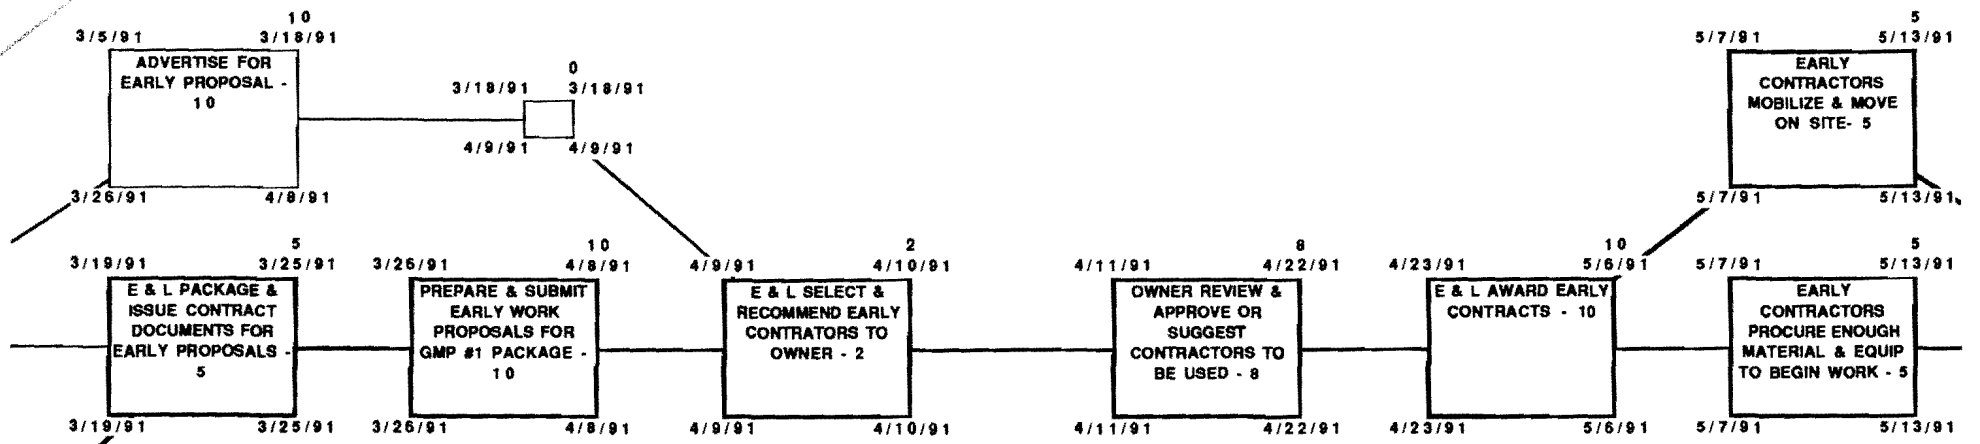 10
3/5/91 3/18/91
ADVERTISE FOR
EARLY PROPOSAL -
10
3/26/91 4/8/91
0
3/18/91 3/18/91
4/9/91 4/9/91
5
5/7/91 5/13/91
EARLY
CONTRACTORS
MOBILIZE & MOVE
ON SITE- 5
5/7/91 5/13/91
5
3/19/91 3/25/91
E & L PACKAGE &
ISSUE CONTRACT
DOCUMENTS FOR
EARLY PROPOSALS -
5
3/19/91 3/25/91
10
3/26/91 4/8/91
PREPARE & SUBMIT
EARLY WORK
PROPOSALS FOR
GMP #1 PACKAGE -
10
3/26/91 4/8/91
2
4/9/91 4/10/91
E & L SELECT &
RECOMMEND EARLY
CONTRATORS TO
OWNER - 2
4/9/91 4/10/91
8
4/11/91 4/22/91
OWNER REVIEW &
APPROVE OR
SUGGEST
CONTRACTORS TO
BE USED - 8
4/11/91 4/22/91
10
4/23/91 5/6/91
E & L AWARD EARLY
CONTRACTS - 10
4/23/91 5/6/91
5
5/7/91 5/13/91
EARLY
CONTRACTORS
PROCURE ENOUGH
MATERIAL & EQUIP
TO BEGIN WORK - 5
5/7/91 5/13/91